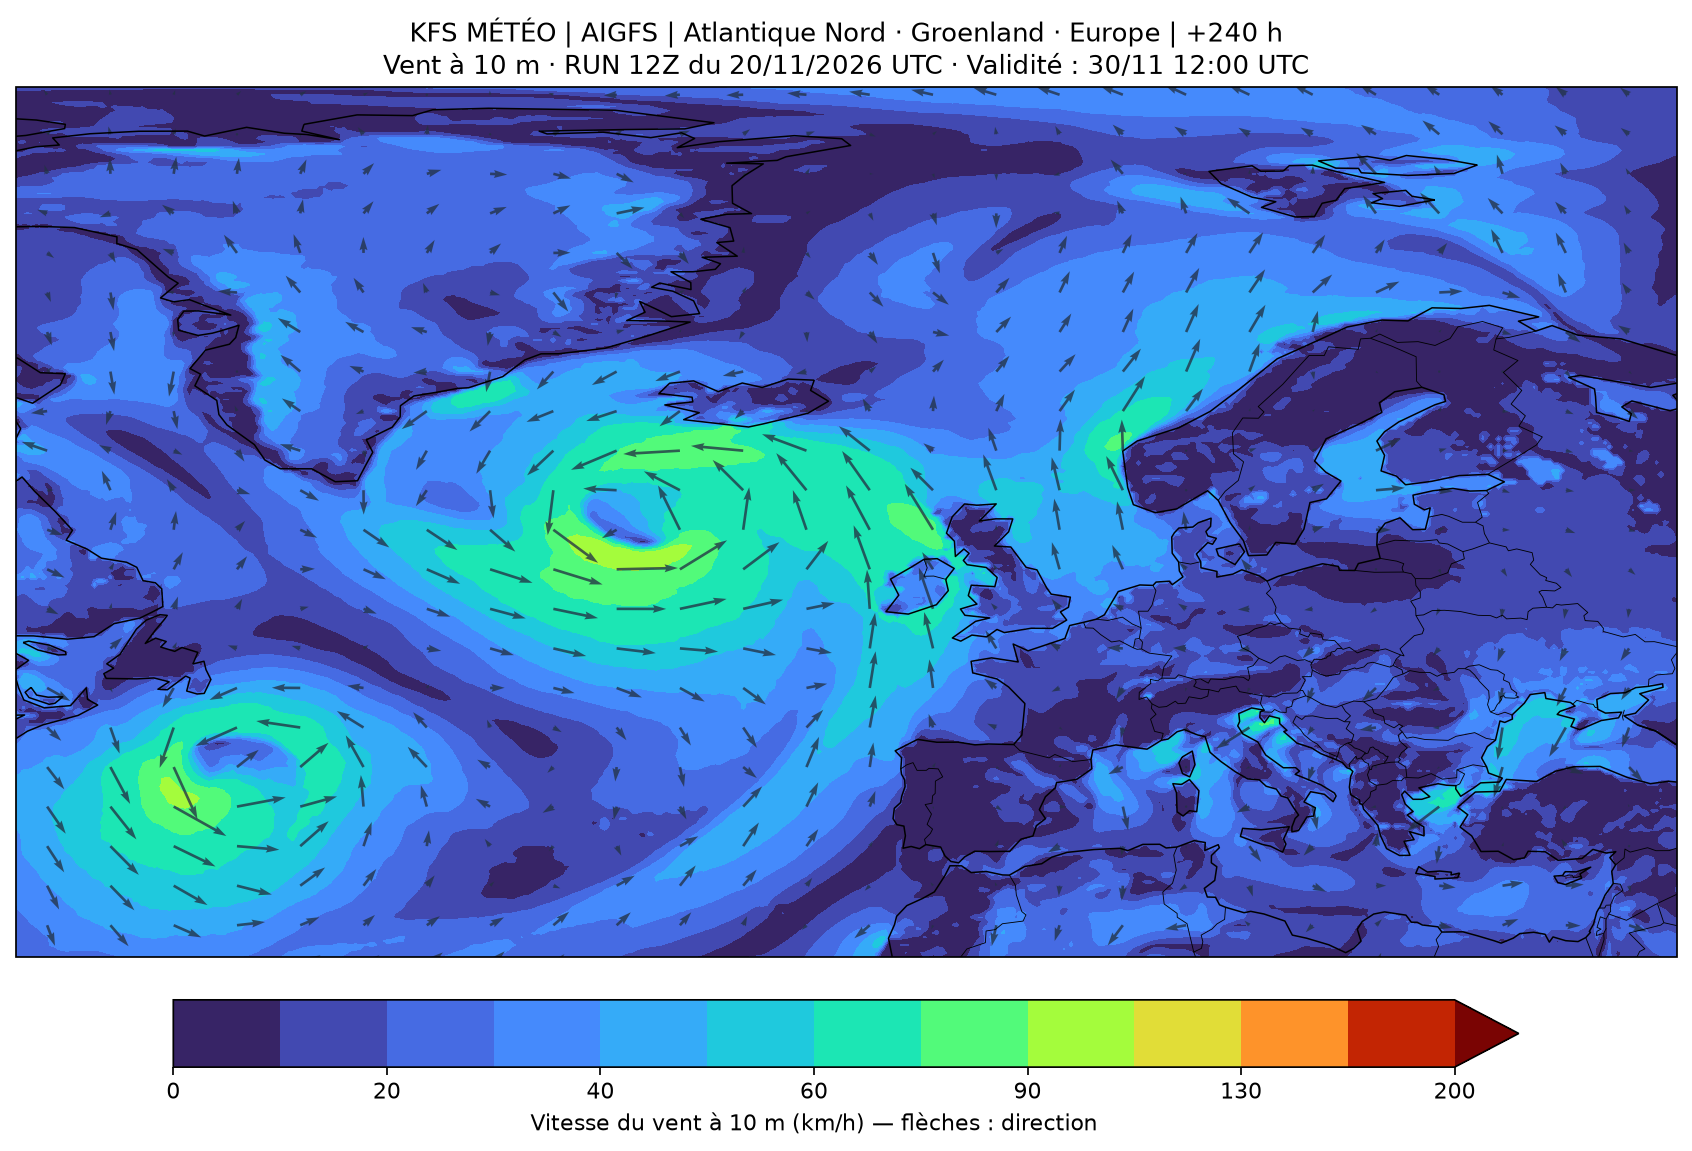 KFS MÉTÉO | AIGFS | Atlantique Nord · Groenland · Europe | +240 h
Vent à 10 m · RUN 12Z du 20/11/2026 UTC · Validité : 30/11 12:00 UTC
0 20 40 60 90 130 200
Vitesse du vent à 10 m (km/h) — flèches : direction